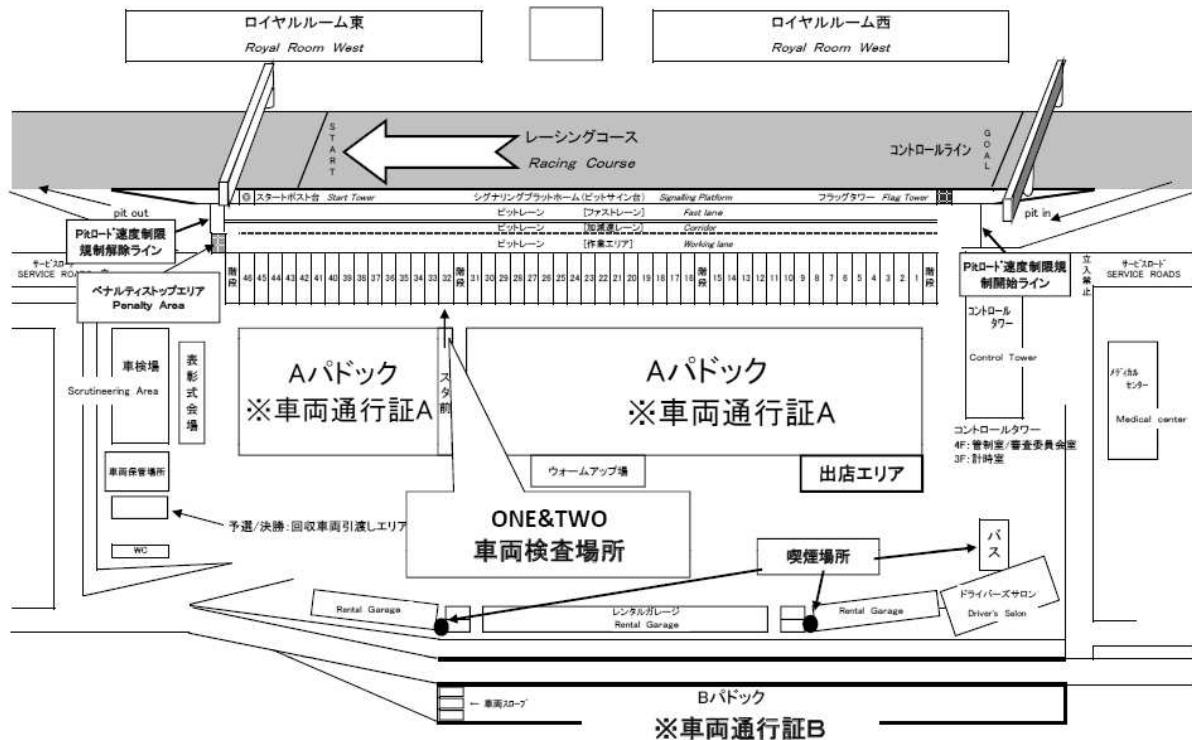 ロイヤルルーム東
Royal Room West
ロイヤルルーム西
Royal Room West
START
レーシングコース
Racing Course
コントロールライン
GOAL
◎ スタートポスト台 Start Tower
シグナリングプラットホーム(ピットサイン台) Signalling Platform
フラッグタワー Flag Tower
pit out
pit in
ピットレーン [ファストレーン] Fast lane
ピットレーン [加減速レーン] Corridor
ピットレーン [作業エリア] Working lane
Pitロード速度制限
規制解除ライン
サービスロード
SERVICE ROADS
ペナルティストップエリア
Penalty Area
階段 46 45 44 43 42 41 40 39 38 37 36 35 34 33 32 階段 31 30 29 28 27 26 25 24 23 22 21 20 19 18 17 16 階段 15 14 13 12 11 10 9 8 7 6 5 4 3 2 1 階段
Pitロード速度制限規
制開始ライン
立入禁止
サービスロード
SERVICE ROADS
コントロール
タワー
Control Tower
車検場
Scrutineering Area
表彰式会場
Aパドック
※車両通行証A
スタ前
Aパドック
※車両通行証A
メディカル
センター
Medical center
コントロールタワー
4F:管制室/審査委員会室
3F:計時室
車両保管場所
ウォームアップ場
出店エリア
予選/決勝:回収車両引渡しエリア
ONE&TWO
車両検査場所
WC
喫煙場所
バス
Rental Garage
レンタルガレージ
Rental Garage
Rental Garage
ドライバーズサロン
Driver's Salon
← 車両スロープ
Bパドック
※車両通行証B